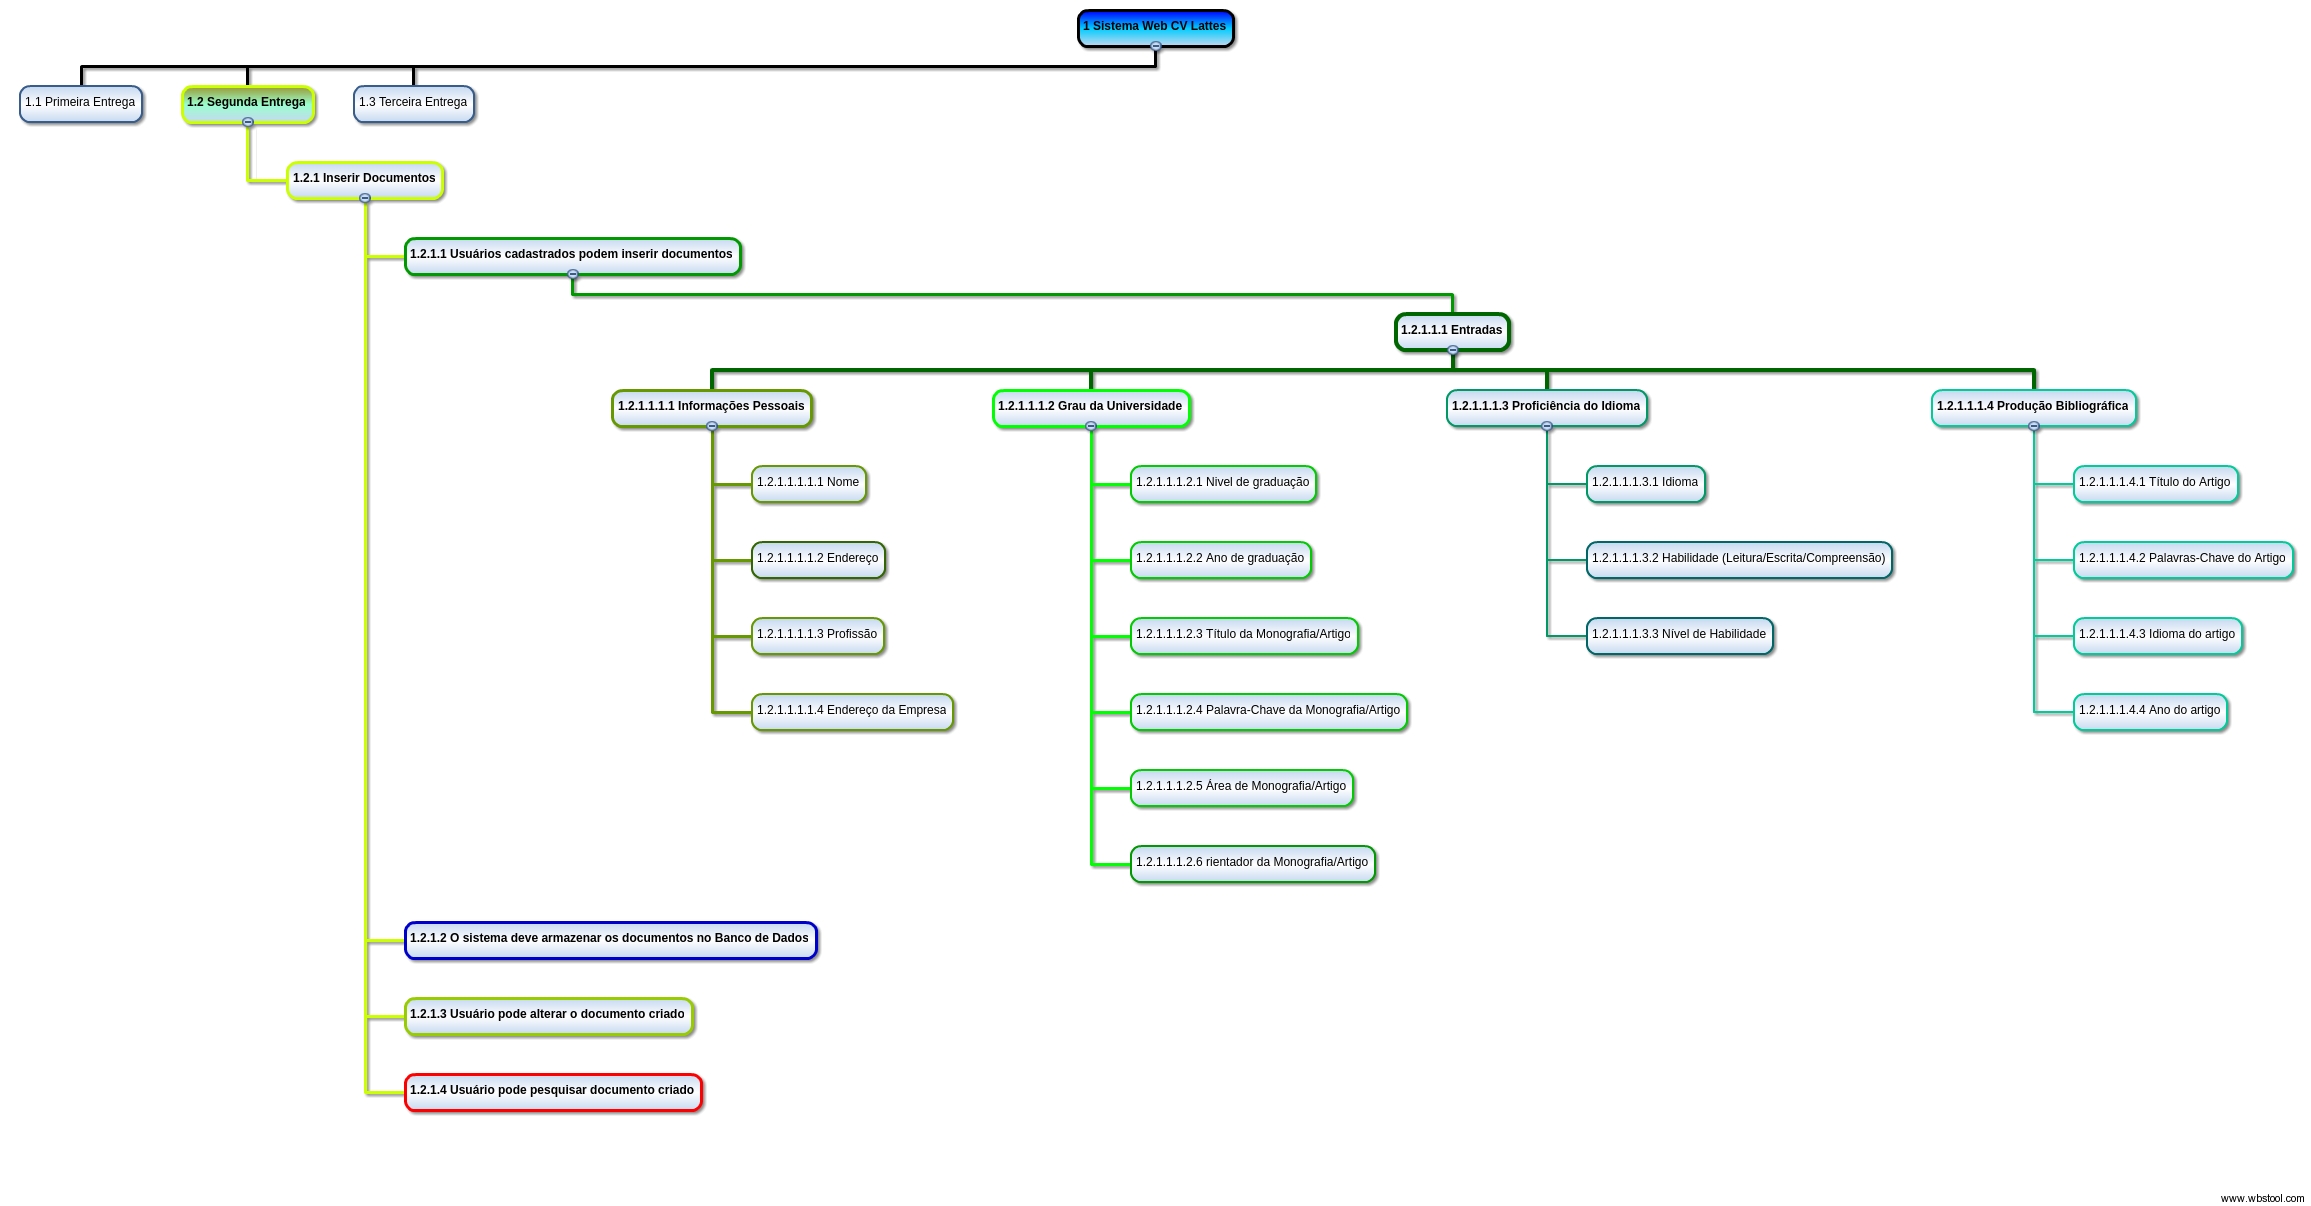 1 Sistema Web CV Lattes
1.1 Primeira Entrega
1.2 Segunda Entrega
1.3 Terceira Entrega
1.2.1 Inserir Documentos
1.2.1.1 Usuários cadastrados podem inserir documentos
1.2.1.1.1 Entradas
1.2.1.1.1.1 Informações Pessoais
1.2.1.1.1.1.1 Nome
1.2.1.1.1.1.2 Endereço
1.2.1.1.1.1.3 Profissão
1.2.1.1.1.1.4 Endereço da Empresa
1.2.1.1.1.2 Grau da Universidade
1.2.1.1.1.2.1 Nivel de graduação
1.2.1.1.1.2.2 Ano de graduação
1.2.1.1.1.2.3 Título da Monografia/Artigo
1.2.1.1.1.2.4 Palavra-Chave da Monografia/Artigo
1.2.1.1.1.2.5 Área de Monografia/Artigo
1.2.1.1.1.2.6 rientador da Monografia/Artigo
1.2.1.1.1.3 Proficiência do Idioma
1.2.1.1.1.3.1 Idioma
1.2.1.1.1.3.2 Habilidade (Leitura/Escrita/Compreensão)
1.2.1.1.1.3.3 Nível de Habilidade
1.2.1.1.1.4 Produção Bibliográfica
1.2.1.1.1.4.1 Título do Artigo
1.2.1.1.1.4.2 Palavras-Chave do Artigo
1.2.1.1.1.4.3 Idioma do artigo
1.2.1.1.1.4.4 Ano do artigo
1.2.1.2 O sistema deve armazenar os documentos no Banco de Dados
1.2.1.3 Usuário pode alterar o documento criado
1.2.1.4 Usuário pode pesquisar documento criado
www.wbstool.com